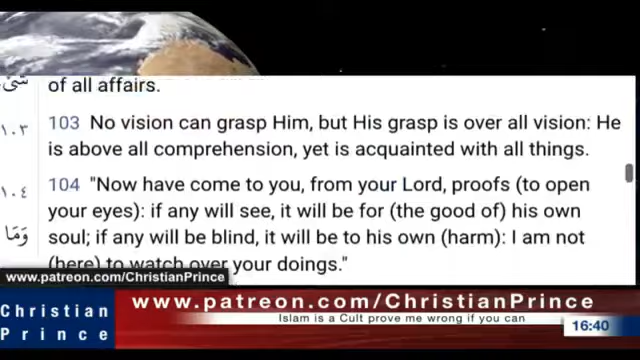 of all affairs.
١٠٣
103 No vision can grasp Him, but His grasp is over all vision: He
is above all comprehension, yet is acquainted with all things.
١٠٤
104 "Now have come to you, from your Lord, proofs (to open
your eyes): if any will see, it will be for (the good of) his own
وَمَا
soul; if any will be blind, it will be to his own (harm): I am not
(here) to watch over your doings."
www.patreon.com/ChristianPrince
Christian
Prince
www.patreon.com/ChristianPrince
Islam is a Cult prove me wrong if you can
16:40